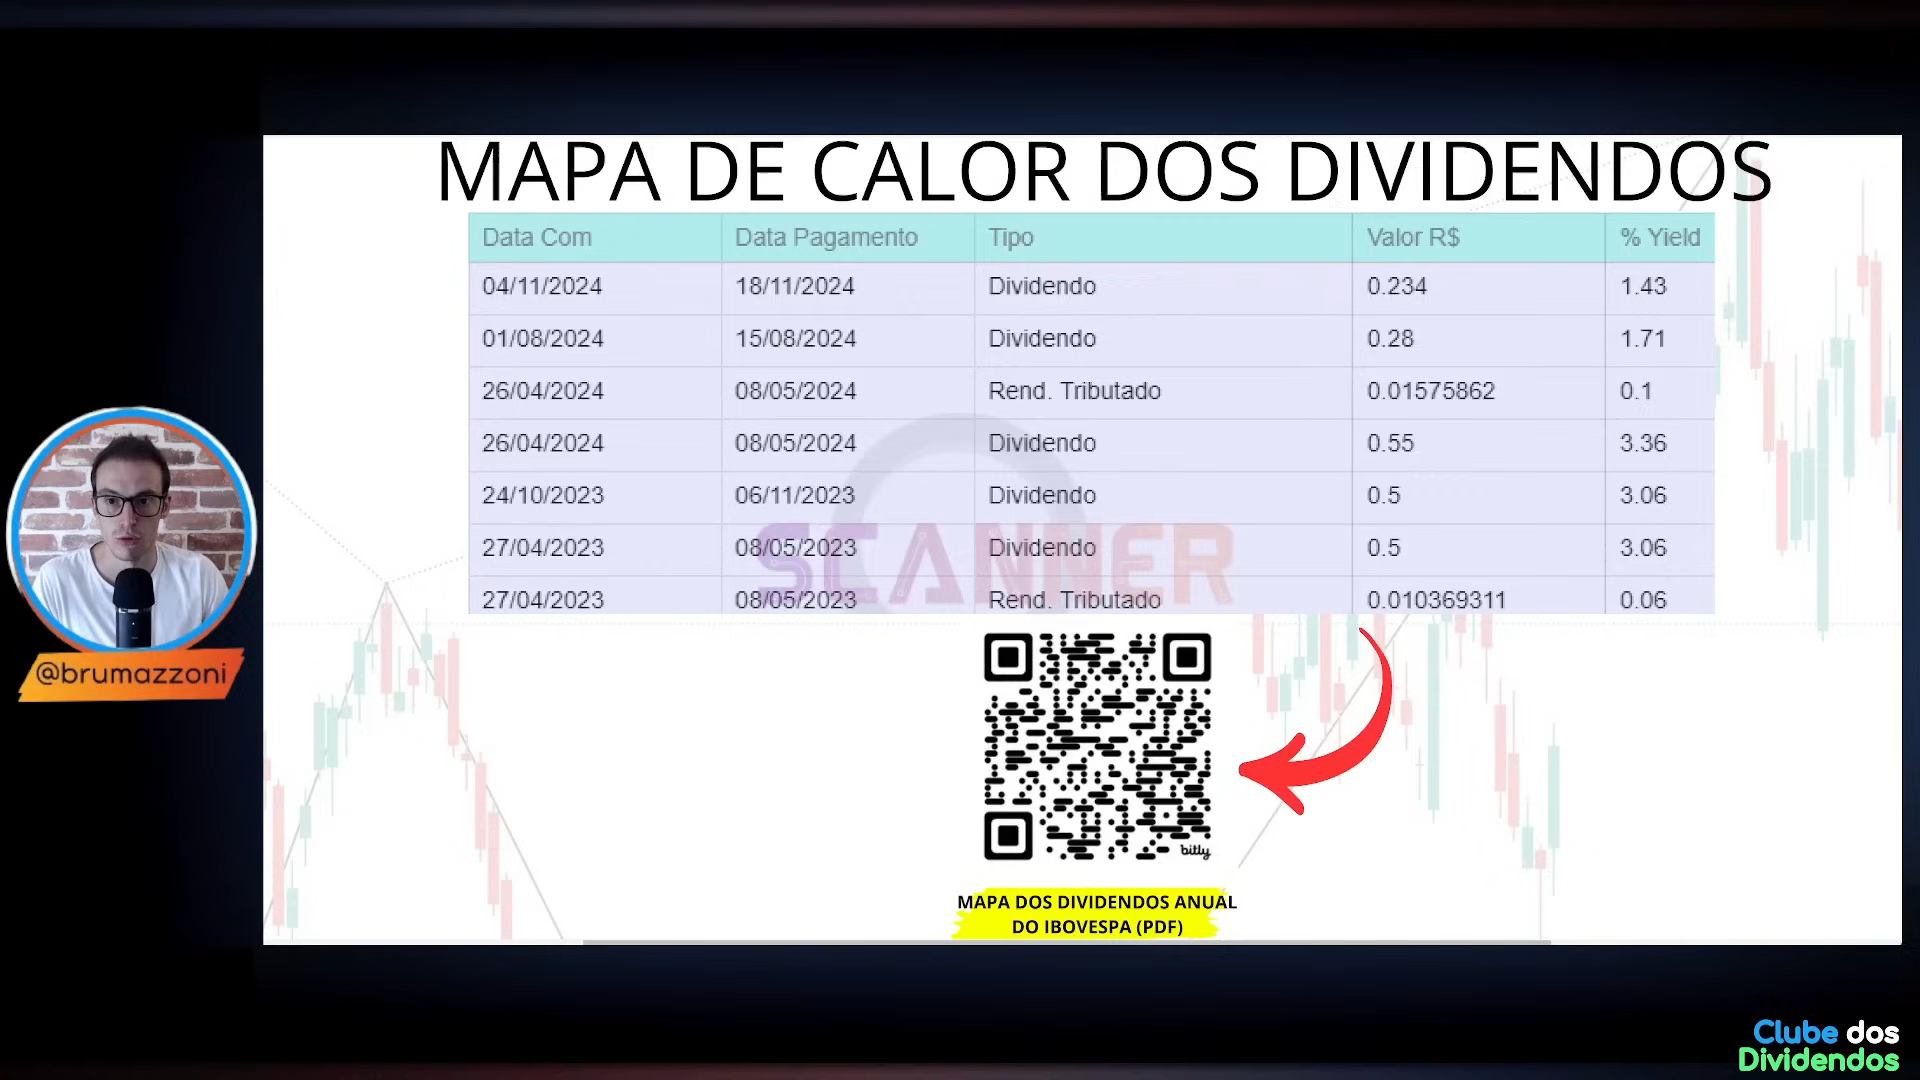 MAPA DE CALOR DOS DIVIDENDOS
Data Com Data Pagamento Tipo Valor R$ % Yield
04/11/2024 18/11/2024 Dividendo 0.234 1.43
01/08/2024 15/08/2024 Dividendo 0.28 1.71
26/04/2024 08/05/2024 Rend. Tributado 0.01575862 0.1
26/04/2024 08/05/2024 Dividendo 0.55 3.36
24/10/2023 06/11/2023 Dividendo 0.5 3.06
27/04/2023 08/05/2023 Dividendo 0.5 3.06
SCANNER
27/04/2023 08/05/2023 Rend. Tributado 0.010369311 0.06
@brumazzoni
bitly
MAPA DOS DIVIDENDOS ANUAL
DO IBOVESPA (PDF)
Clube dos
Dividendos